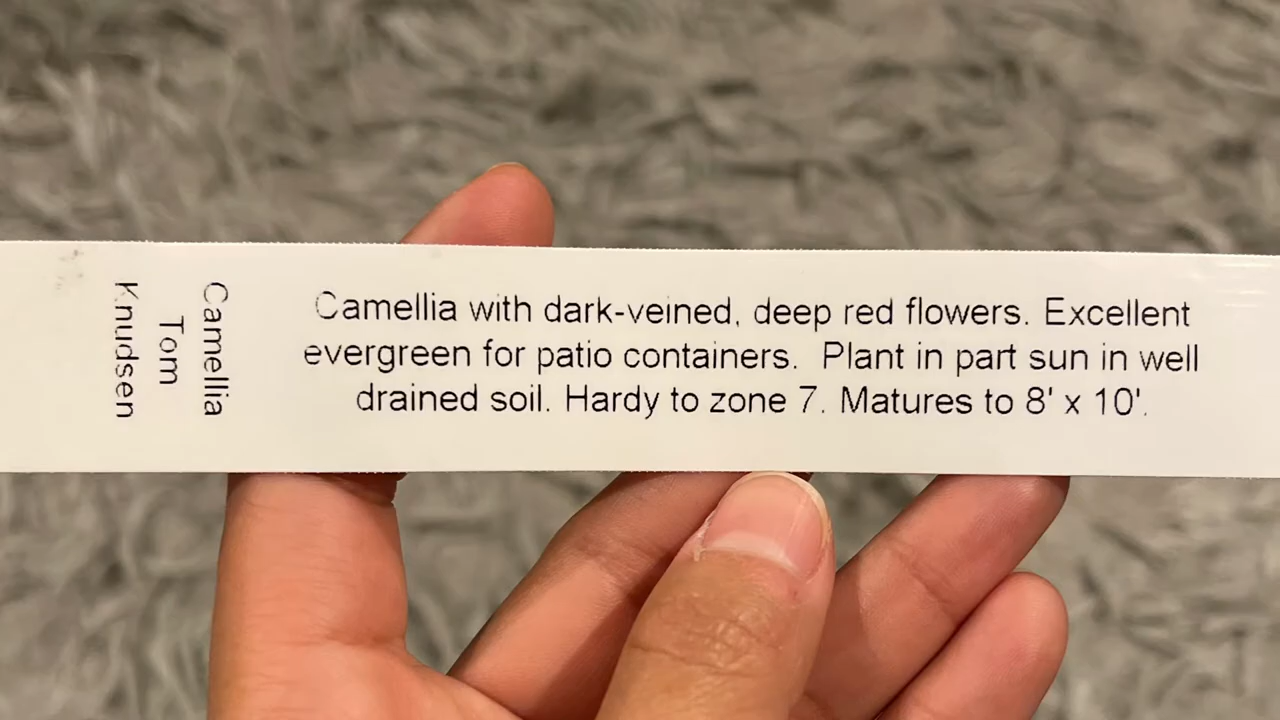 Camellia
Tom
Knudsen
Camellia with dark-veined, deep red flowers. Excellent
evergreen for patio containers.  Plant in part sun in well
drained soil. Hardy to zone 7. Matures to 8' x 10'.